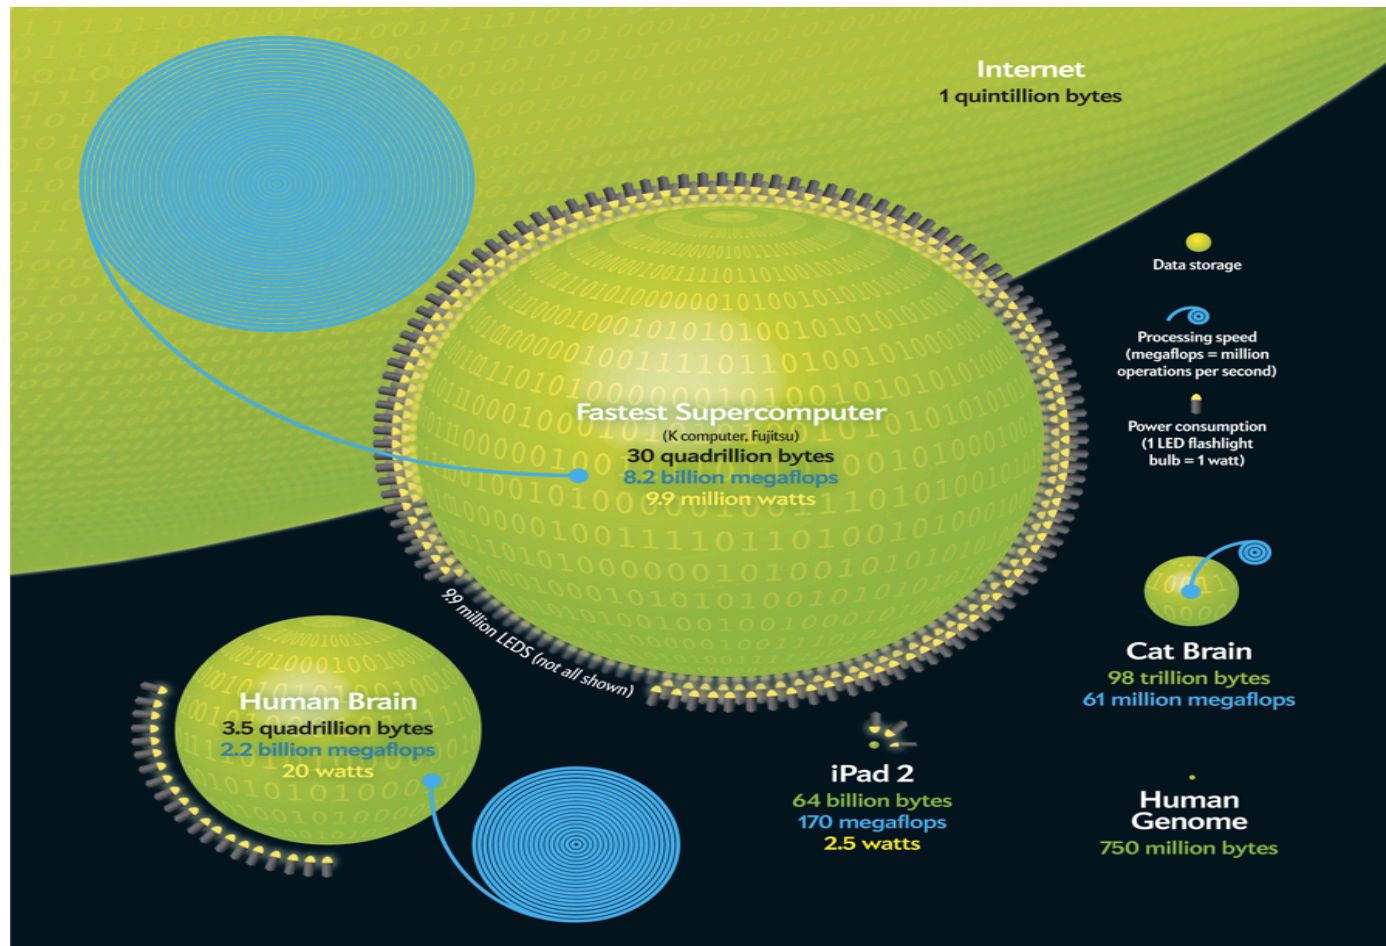 Internet
1 quintillion bytes
Data storage
Processing speed
(megaflops = million
operations per second)
Power consumption
(1 LED flashlight
bulb = 1 watt)
Fastest Supercomputer
(K computer, Fujitsu)
30 quadrillion bytes
8.2 billion megaflops
9.9 million watts
9.9 million LEDS (not all shown)
Human Brain
3.5 quadrillion bytes
2.2 billion megaflops
20 watts
iPad 2
64 billion bytes
170 megaflops
2.5 watts
Cat Brain
98 trillion bytes
61 million megaflops
Human
Genome
750 million bytes